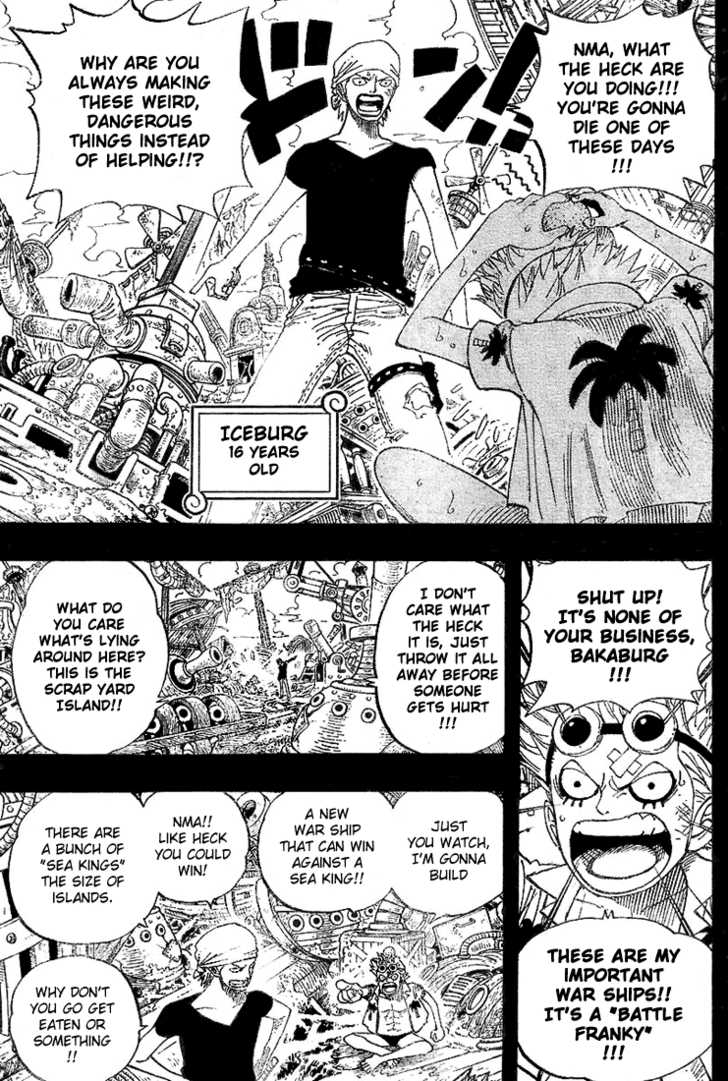 NMA, WHAT
THE HECK ARE
YOU DOING!!!
YOU'RE GONNA
DIE ONE OF
THESE DAYS
!!!
ドン!!
WHY ARE YOU
ALWAYS MAKING
THESE WEIRD,
DANGEROUS
THINGS INSTEAD
OF HELPING!!?
ICEBURG
16 YEARS
OLD
SHUT UP!
IT'S NONE OF
YOUR BUSINESS,
BAKABURG
!!!
THESE ARE MY
IMPORTANT
WAR SHIPS!!
IT'S A "BATTLE
FRANKY"
!!!
I DON'T
CARE WHAT
THE HECK
IT IS, JUST
THROW IT ALL
AWAY BEFORE
SOMEONE
GETS HURT
!!!
WHAT DO
YOU CARE
WHAT'S LYING
AROUND HERE?
THIS IS THE
SCRAP YARD
ISLAND!!
JUST
YOU WATCH,
I'M GONNA
BUILD
A NEW
WAR SHIP
THAT CAN WIN
AGAINST A
SEA KING!!
NMA!!
LIKE HECK
YOU COULD
WIN!
THERE ARE
A BUNCH OF
"SEA KINGS"
THE SIZE OF
ISLANDS.
WHY DON'T
YOU GO GET
EATEN OR
SOMETHING
!!